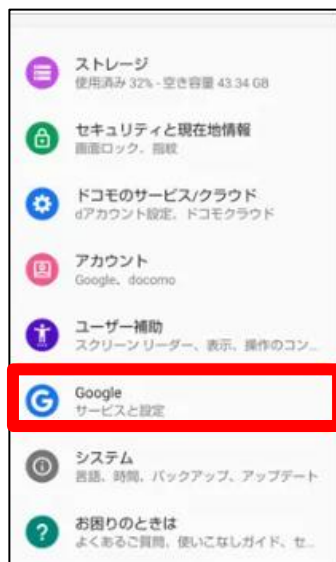 ストレージ
使用済み 32% - 空き容量 43.34 GB
セキュリティと現在地情報
画面ロック、指紋
ドコモのサービス/クラウド
dアカウント設定、ドコモクラウド
アカウント
Google、docomo
ユーザー補助
スクリーン リーダー、表示、操作のコン...
Google
サービスと設定
システム
言語、時間、バックアップ、アップデート
お困りのときは
よくあるご質問、使いこなしガイド、セ...